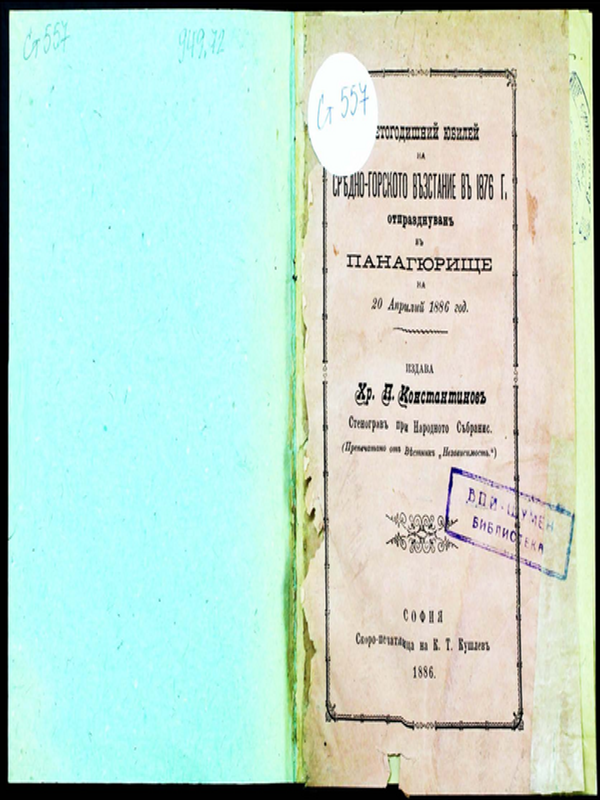 Ст 557
949.72
Ст 557
етогодишний юбилей
на
СРѢДНО-ГОРСКОТО ВЪЗСТАНИЕ ВЪ 1876 Г.
отпразднуванъ
въ
ПАНАГЮРИЩЕ
на
20 Априлий 1886 год.
ИЗДАВА
Хр. П. Константиновъ
Стенографъ при Народното Събрание.
(Препечатано отъ Вѣстникъ „Независимость“)
ВПИ-ШУМЕН
БИБЛИОТЕКА
СОФИЯ
Скоро-печатница на К. Т. Кушлевъ
1886.